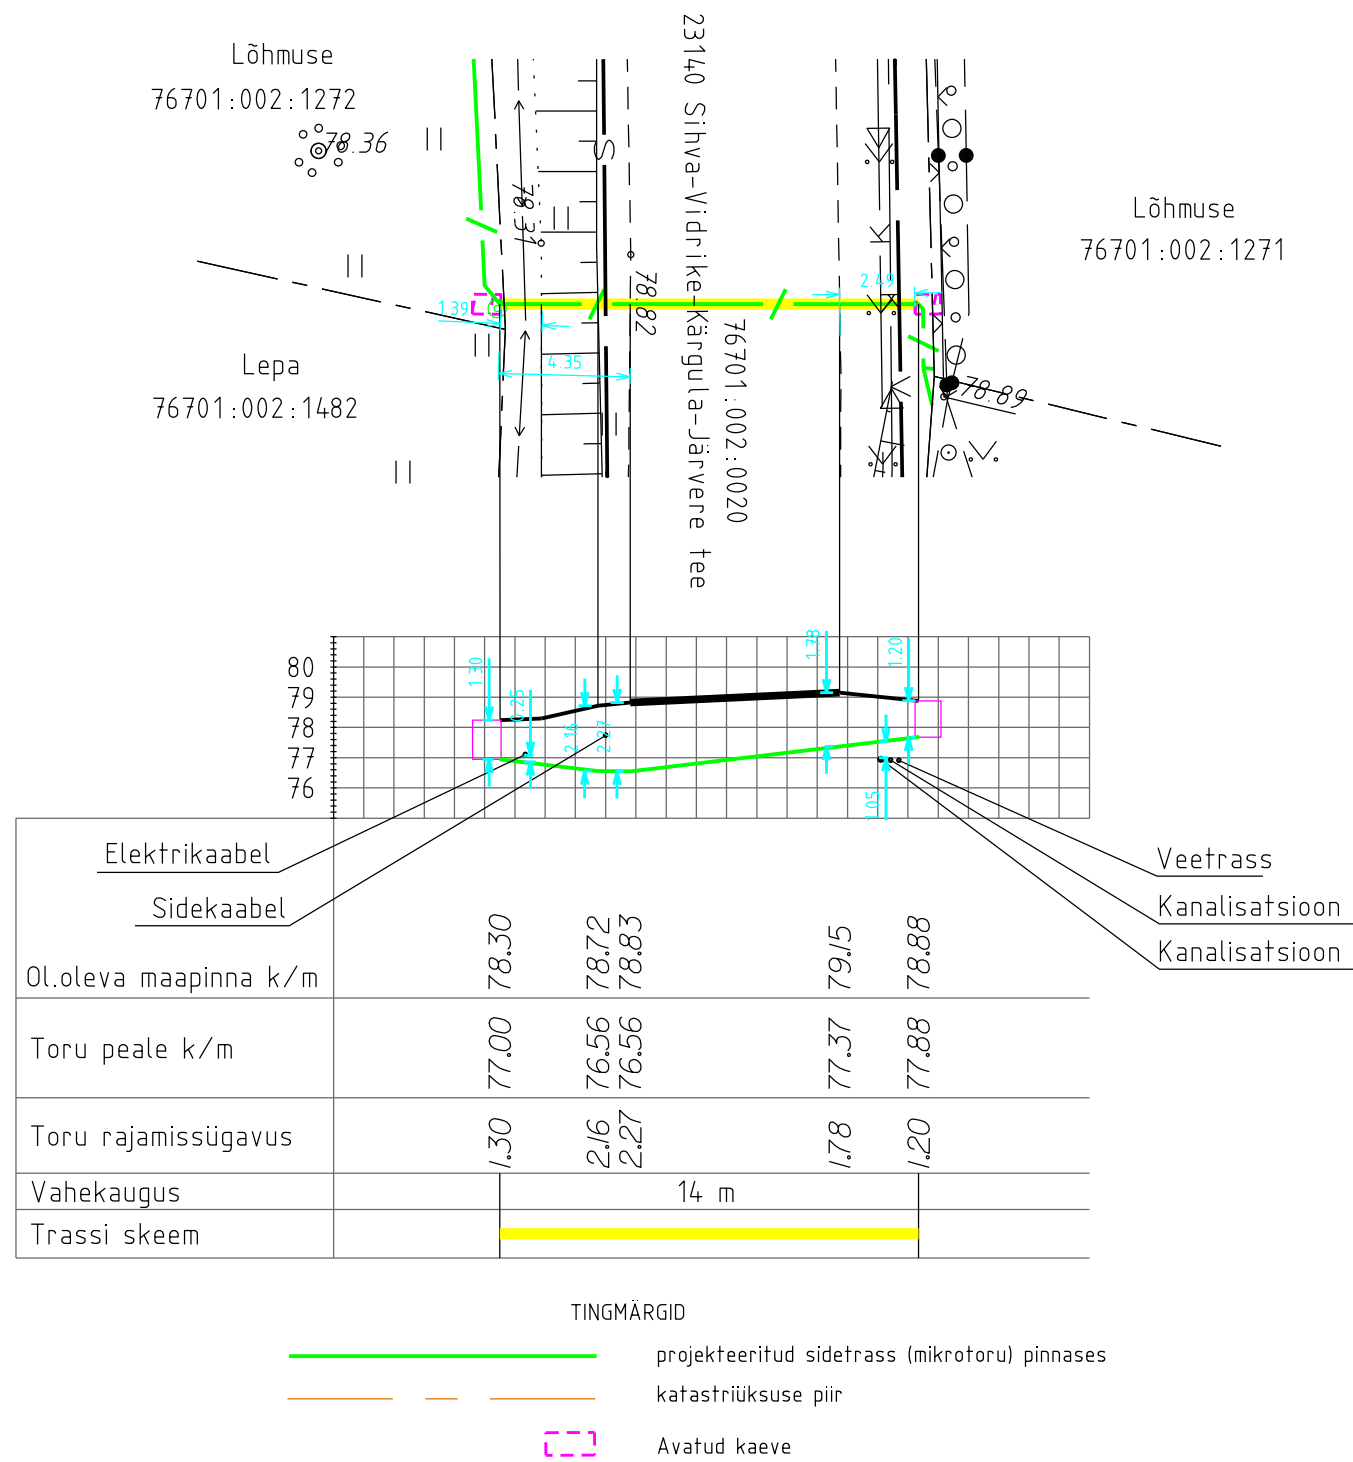 Lõhmuse
76701:002:1272
78.36
78.31
S
78.82
23140 Sihva-Vidrike-Kärgula-Järvere tee
76701:002:0020
K
Lõhmuse
76701:002:1271
2.49
1.39
4.35
Lepa
76701:002:1482
78.89
80
79
78
77
76
1.30
0.25
2.16
2.27
1.78
1.20
1.05
Elektrikaabel
Sidekaabel
Veetrass
Kanalisatsioon
Kanalisatsioon
Ol.oleva maapinna k/m
78.30 78.72 78.83 79.15 78.88
Toru peale k/m
77.00 76.56 76.56 77.37 77.88
Toru rajamissügavus
1.30 2.16 2.27 1.78 1.20
Vahekaugus
14 m
Trassi skeem
TINGMÄRGID
projekteeritud sidetrass (mikrotoru) pinnases
katastriüksuse piir
Avatud kaeve